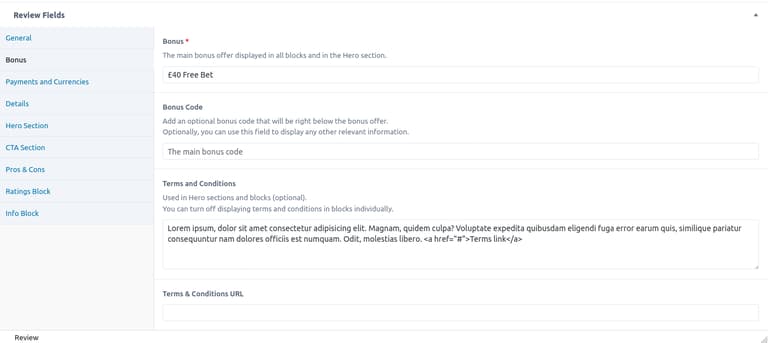 Review Fields
General
Bonus
Payments and Currencies
Details
Hero Section
CTA Section
Pros & Cons
Ratings Block
Info Block
Bonus *
The main bonus offer displayed in all blocks and in the Hero section.
£40 Free Bet
Bonus Code
Add an optional bonus code that will be right below the bonus offer.
Optionally, you can use this field to display any other relevant information.
The main bonus code
Terms and Conditions
Used in Hero sections and blocks (optional).
You can turn off displaying terms and conditions in blocks individually.
Lorem ipsum, dolor sit amet consectetur adipisicing elit. Magnam, quidem culpa? Voluptate expedita quibusdam eligendi fuga error earum quis, similique pariatur
consequuntur nam dolores officiis est numquam. Odit, molestias libero. <a href="#">Terms link</a>
Terms & Conditions URL
Review